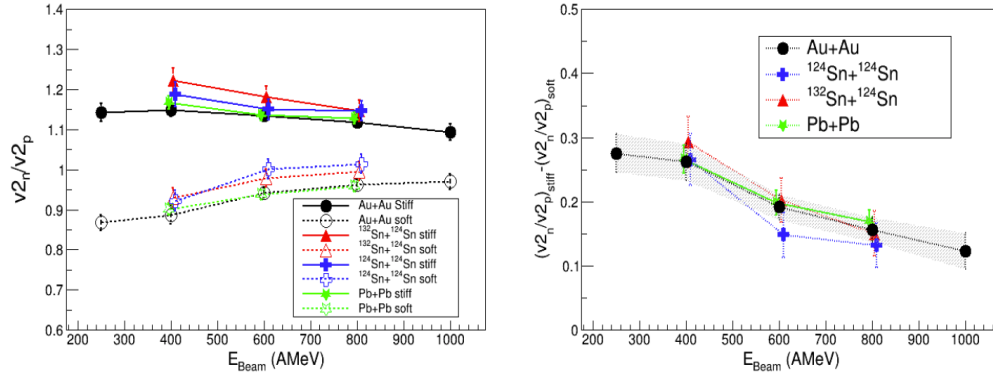 v2n/v2p
1.4
1.3
1.2
1.1
1
0.9
0.8
0.7
0.6
Au+Au Stiff
Au+Au soft
132Sn+124Sn stiff
132Sn+124Sn soft
124Sn+124Sn stiff
124Sn+124Sn soft
Pb+Pb stiff
Pb+Pb soft
200 300 400 500 600 700 800 900 1000
EBeam (AMeV)
(v2n/v2p)stiff-(v2n/v2p)soft
0.5
0.4
0.3
0.2
0.1
0
Au+Au
124Sn+124Sn
132Sn+124Sn
Pb+Pb
200 300 400 500 600 700 800 900 1000
EBeam (AMeV)